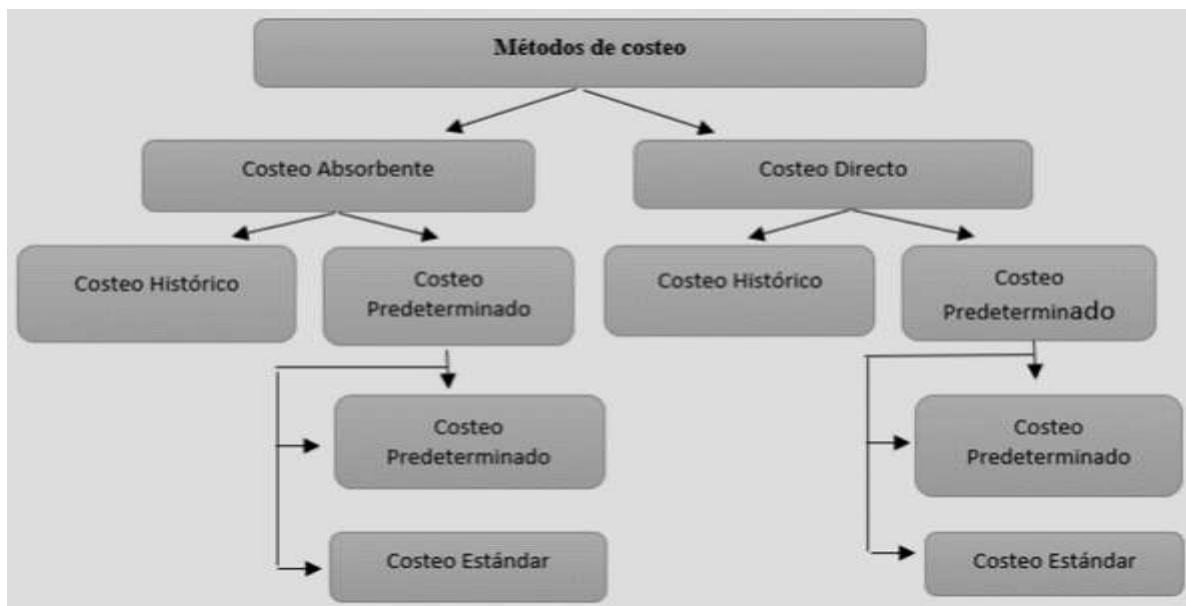 Métodos de costeo
Costeo Absorbente
Costeo Directo
Costeo Histórico
Costeo
Predeterminado
Costeo Histórico
Costeo
Predeterminado
Costeo
Predeterminado
Costeo
Predeterminado
Costeo Estándar
Costeo Estándar